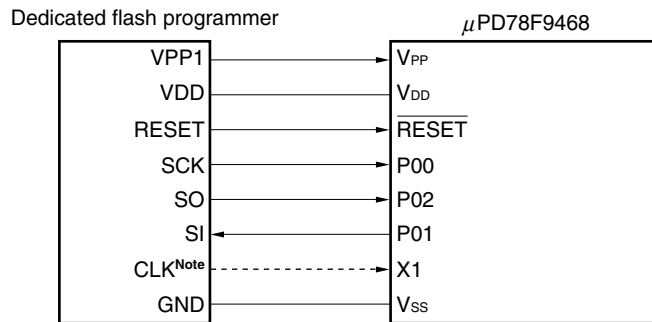 Dedicated flash programmer
μPD78F9468
VPP1 VPP
VDD VDD
RESET RESET
SCK P00
SO P02
SI P01
CLKNote X1
GND VSS